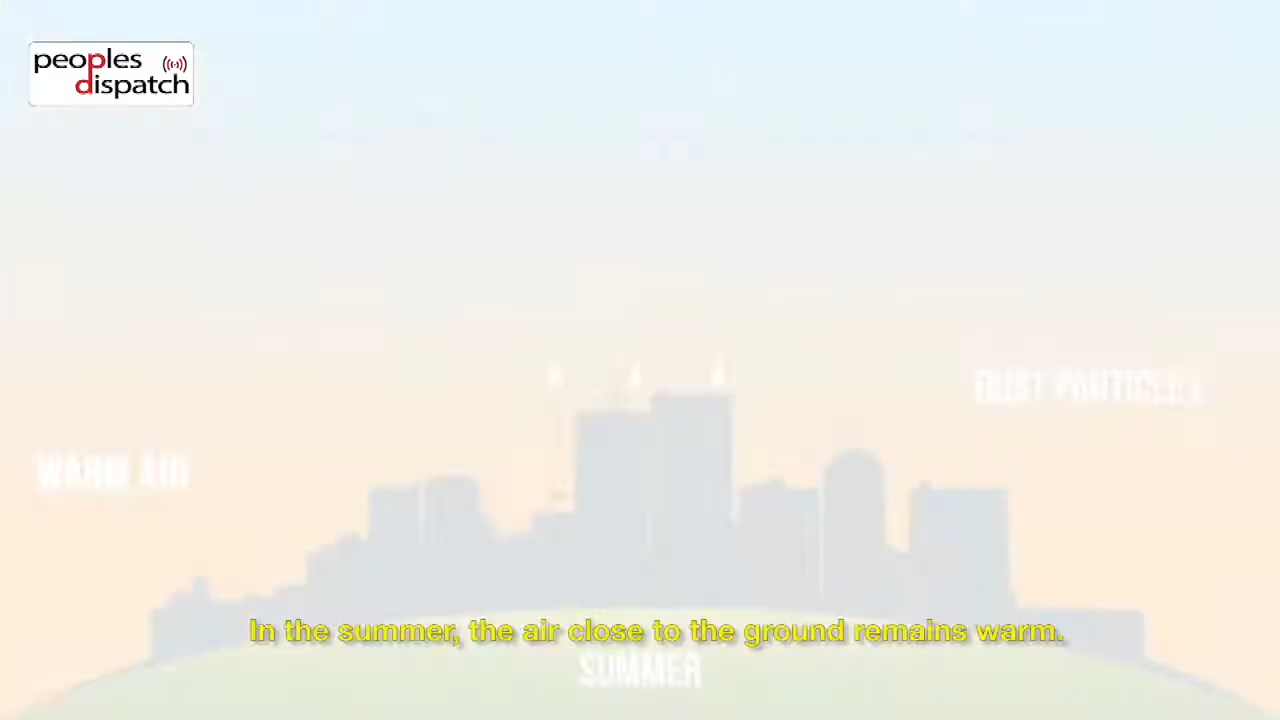 peoples
dispatch
DUST PARTICLES
WARM AIR
In the summer, the air close to the ground remains warm.
SUMMER